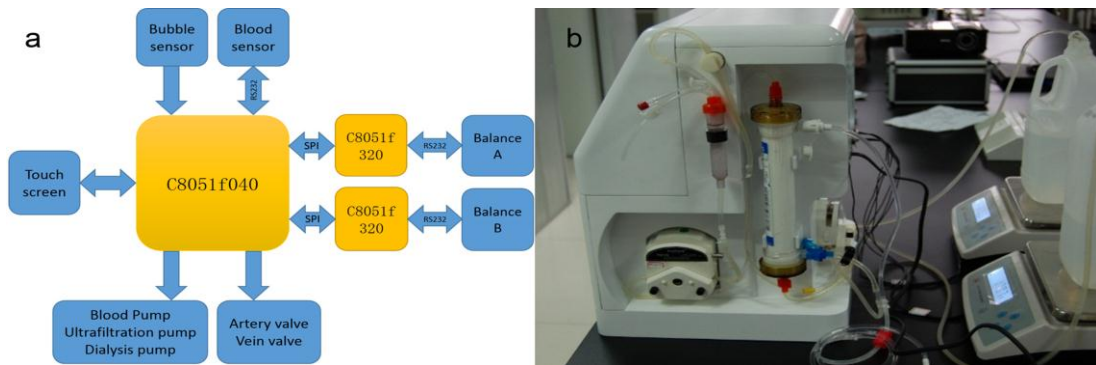 a
Bubble
sensor
Blood
sensor
RS232
C8051f040
Touch
screen
SPI
C8051f
320
RS232
Balance
A
SPI
C8051f
320
RS232
Balance
B
Blood Pump
Ultrafiltration pump
Dialysis pump
Artery valve
Vein valve
b